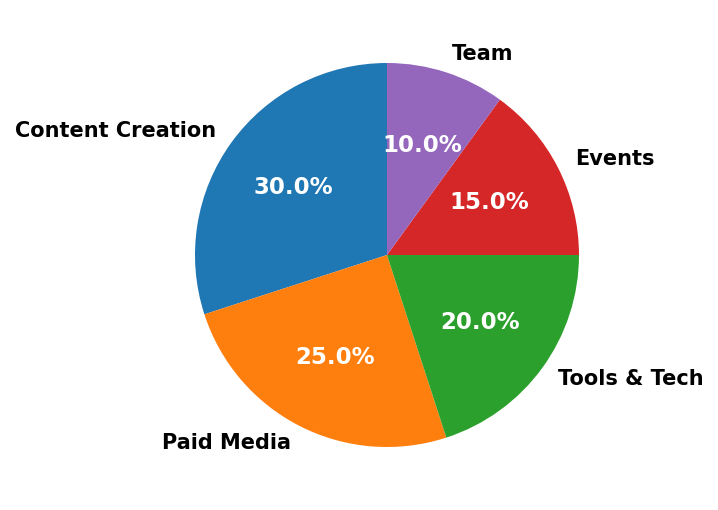 Team
Content Creation
10.0%
Events
30.0%
15.0%
20.0%
25.0%
Tools & Tech
Paid Media